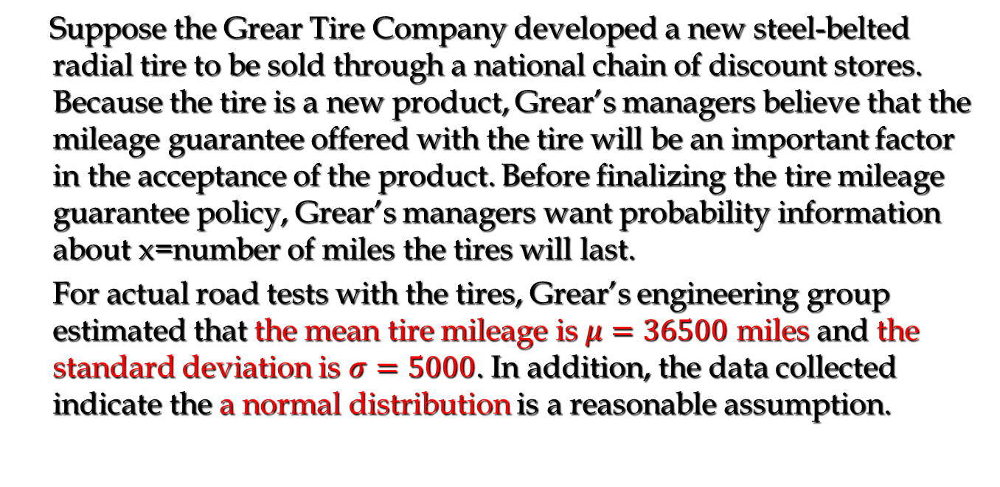 Suppose the Grear Tire Company developed a new steel-belted
radial tire to be sold through a national chain of discount stores.
Because the tire is a new product, Grear’s managers believe that the
mileage guarantee offered with the tire will be an important factor
in the acceptance of the product. Before finalizing the tire mileage
guarantee policy, Grear’s managers want probability information
about x=number of miles the tires will last.
For actual road tests with the tires, Grear’s engineering group
estimated that the mean tire mileage is 𝜇 = 36500 miles and the
standard deviation is 𝜎 = 5000. In addition, the data collected
indicate the a normal distribution is a reasonable assumption.